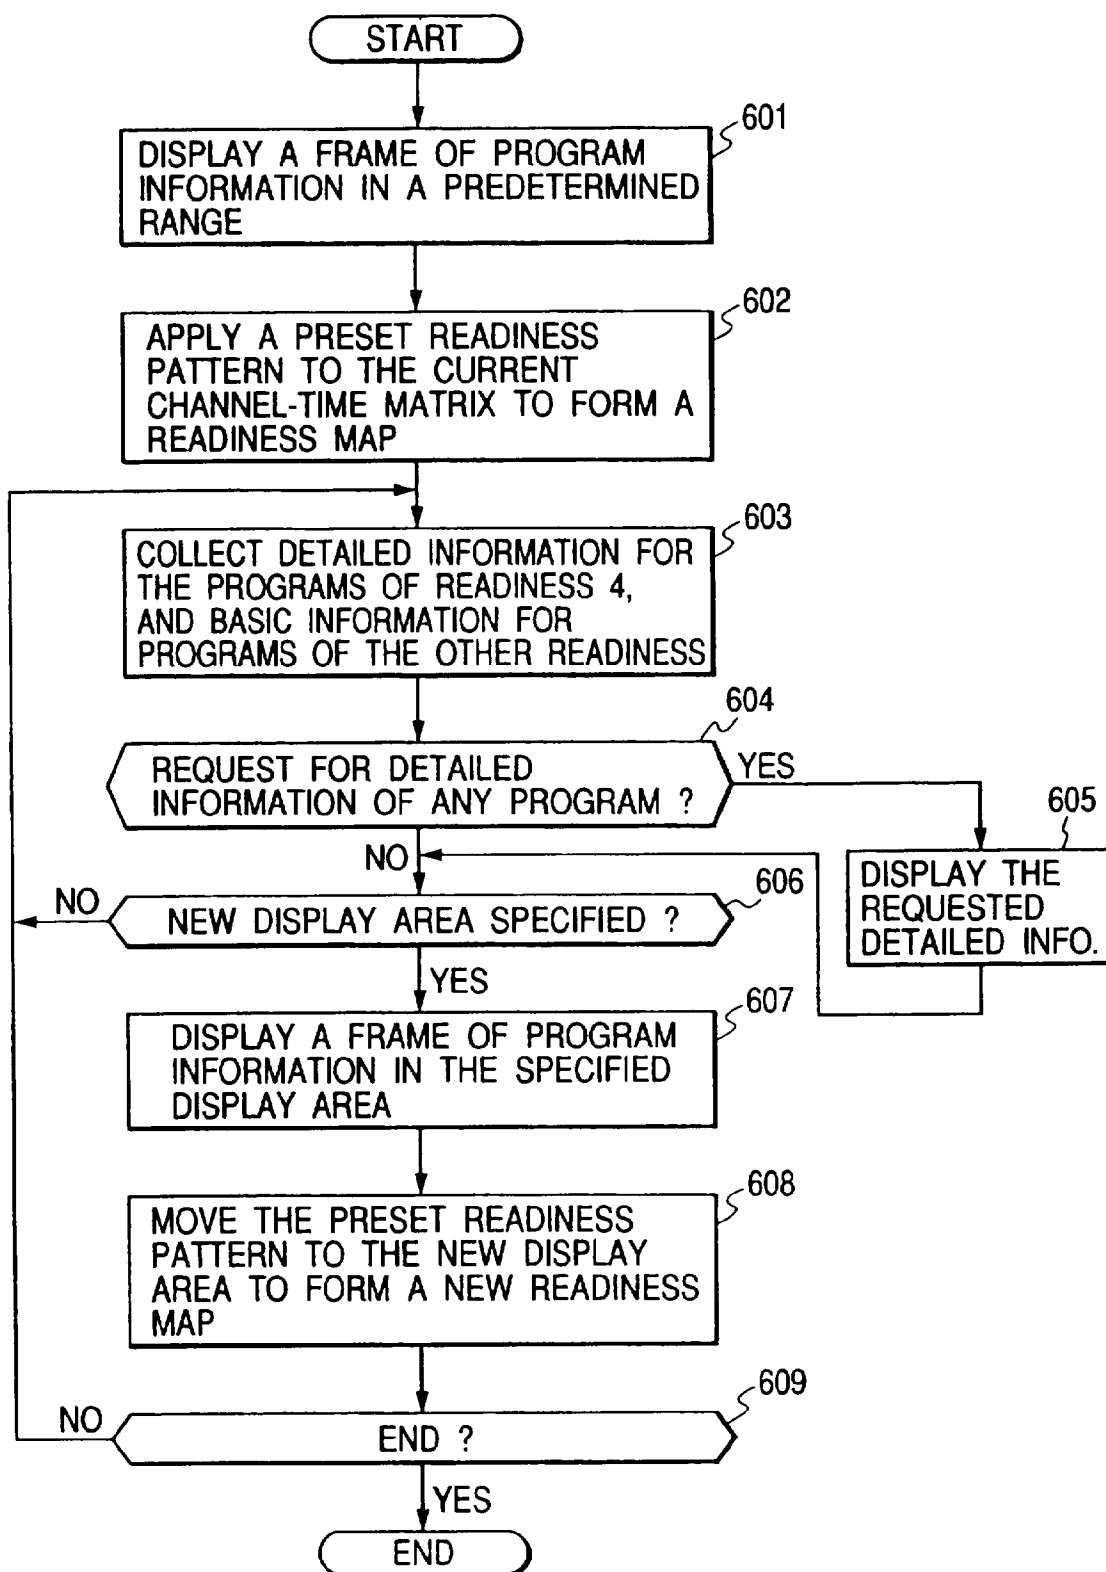 START
601
DISPLAY A FRAME OF PROGRAM
INFORMATION IN A PREDETERMINED
RANGE
602
APPLY A PRESET READINESS
PATTERN TO THE CURRENT
CHANNEL-TIME MATRIX TO FORM A
READINESS MAP
603
COLLECT DETAILED INFORMATION FOR
THE PROGRAMS OF READINESS 4,
AND BASIC INFORMATION FOR
PROGRAMS OF THE OTHER READINESS
604
REQUEST FOR DETAILED
INFORMATION OF ANY PROGRAM ?
YES
605
DISPLAY THE
REQUESTED
DETAILED INFO.
NO
606
NEW DISPLAY AREA SPECIFIED ?
NO
YES
607
DISPLAY A FRAME OF PROGRAM
INFORMATION IN THE SPECIFIED
DISPLAY AREA
608
MOVE THE PRESET READINESS
PATTERN TO THE NEW DISPLAY
AREA TO FORM A NEW READINESS
MAP
609
END ?
NO
YES
END